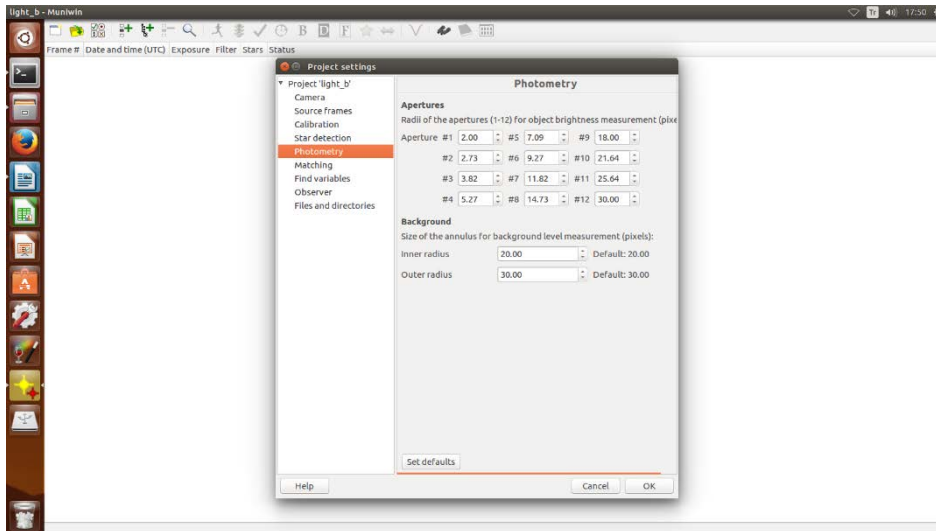 light_b - Muniwin
Tr 17:50
Frame # Date and time (UTC) Exposure Filter Stars Status
Project settings
Project 'light_b'
Camera
Source frames
Calibration
Star detection
Photometry
Matching
Find variables
Observer
Files and directories
Photometry
Apertures
Radii of the apertures (1-12) for object brightness measurement (pixe
Aperture #1 2.00 #5 7.09 #9 18.00
#2 2.73 #6 9.27 #10 21.64
#3 3.82 #7 11.82 #11 25.64
#4 5.27 #8 14.73 #12 30.00
Background
Size of the annulus for background level measurement (pixels):
Inner radius 20.00 Default: 20.00
Outer radius 30.00 Default: 30.00
Set defaults
Help Cancel OK